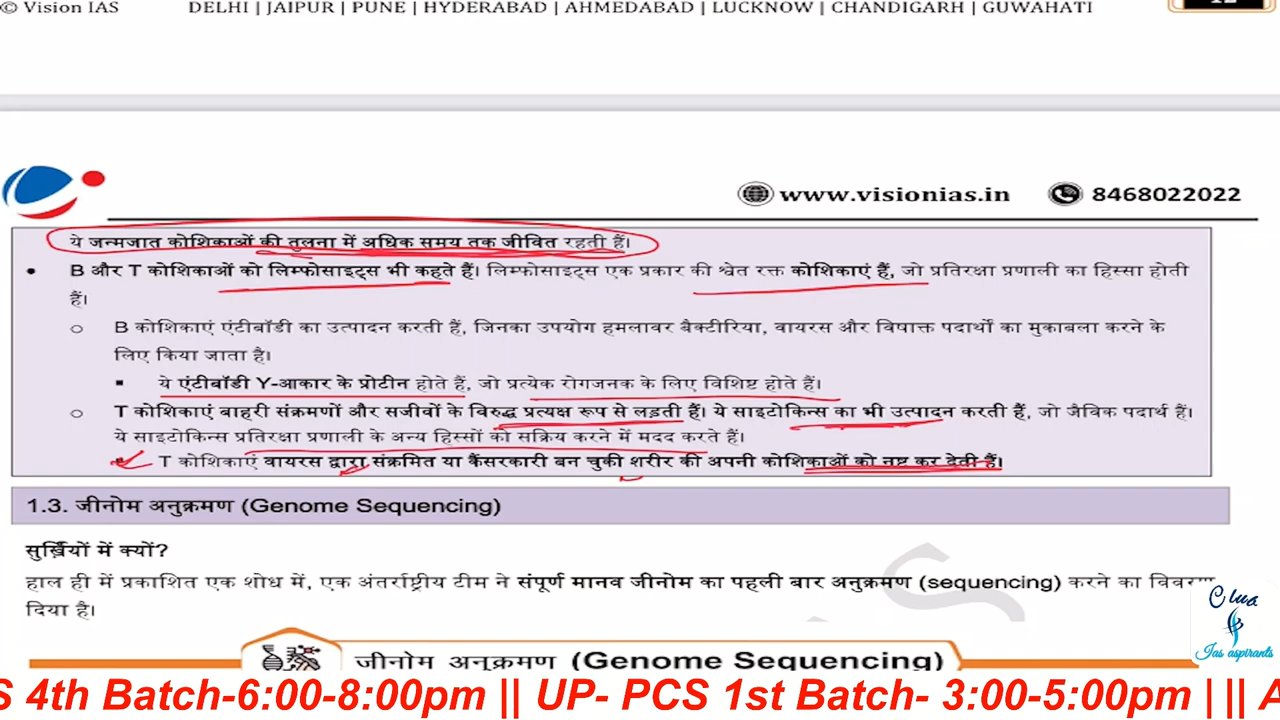 © Vision IAS DELHI | JAIPUR | PUNE | HYDERABAD | AHMEDABAD | LUCKNOW | CHANDIGARH | GUWAHATI
www.visionias.in 8468022022
ये जन्मजात कोशिकाओं की तुलना में अधिक समय तक जीवित रहती हैं।
• B और T कोशिकाओं को लिम्फोसाइट्स भी कहते हैं। लिम्फोसाइट्स एक प्रकार की श्वेत रक्त कोशिकाएं हैं, जो प्रतिरक्षा प्रणाली का हिस्सा होती
हैं।
o B कोशिकाएं एंटीबॉडी का उत्पादन करती हैं, जिनका उपयोग हमलावर बैक्टीरिया, वायरस और विषाक्त पदार्थों का मुकाबला करने के
लिए किया जाता है।
▪ ये एंटीबॉडी Y-आकार के प्रोटीन होते हैं, जो प्रत्येक रोगजनक के लिए विशिष्ट होते हैं।
o T कोशिकाएं बाहरी संक्रमणों और सजीवों के विरुद्ध प्रत्यक्ष रूप से लड़ती हैं। ये साइटोकिन्स का भी उत्पादन करती हैं, जो जैविक पदार्थ हैं।
ये साइटोकिन्स प्रतिरक्षा प्रणाली के अन्य हिस्सों को सक्रिय करने में मदद करते हैं।
T कोशिकाएं वायरस द्वारा संक्रमित या कैंसरकारी बन चुकी शरीर की अपनी कोशिकाओं को नष्ट कर देती हैं।
1.3. जीनोम अनुक्रमण (Genome Sequencing)
सुर्ख़ियों में क्यों?
हाल ही में प्रकाशित एक शोध में, एक अंतर्राष्ट्रीय टीम ने संपूर्ण मानव जीनोम का पहली बार अनुक्रमण (sequencing) करने का विवरण
दिया है।
Ias aspirants
जीनोम अनुक्रमण (Genome Sequencing)
S 4th Batch-6:00-8:00pm || UP- PCS 1st Batch- 3:00-5:00pm | || A